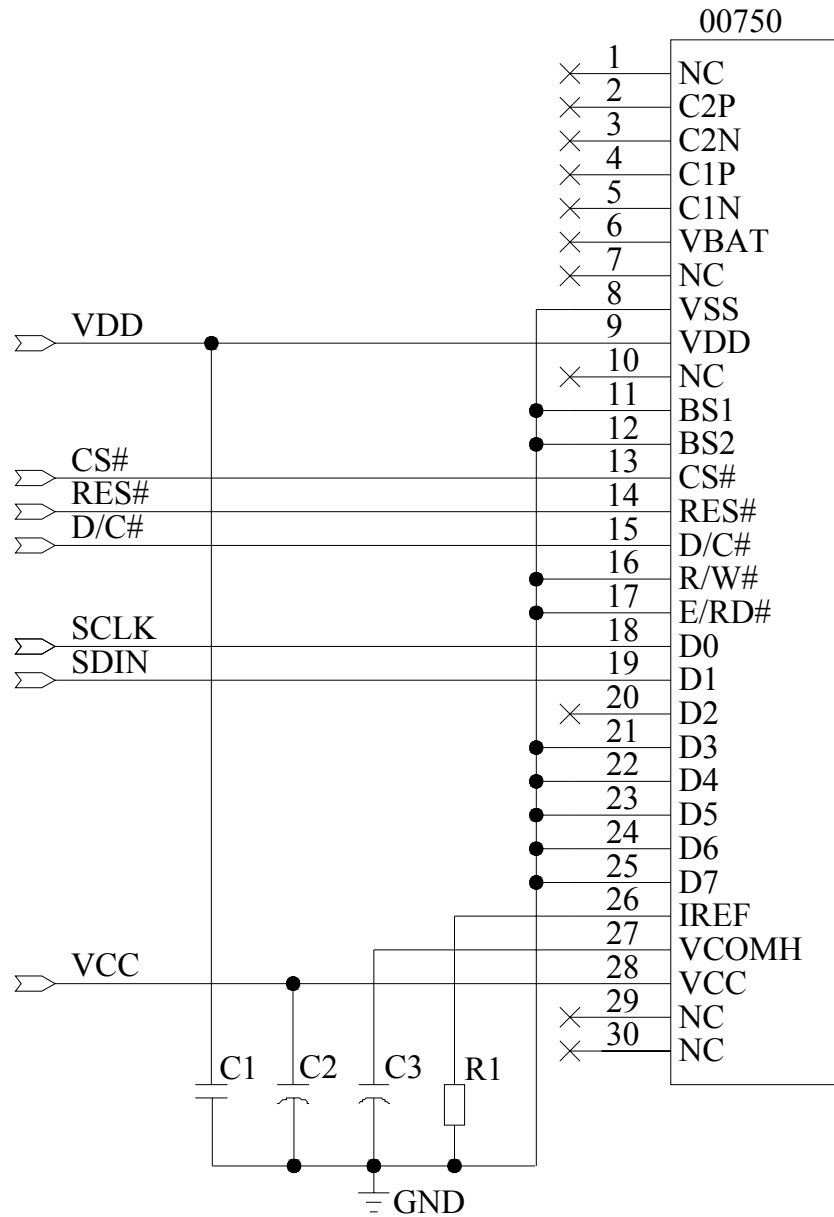 00750
1 NC
2 C2P
3 C2N
4 C1P
5 C1N
6 VBAT
7 NC
8 VSS
VDD 9 VDD
10 NC
11 BS1
12 BS2
CS# 13 CS#
RES# 14 RES#
D/C# 15 D/C#
16 R/W#
17 E/RD#
SCLK 18 D0
SDIN 19 D1
20 D2
21 D3
22 D4
23 D5
24 D6
25 D7
26 IREF
27 VCOMH
VCC 28 VCC
29 NC
30 NC
C1 C2 C3 R1
GND